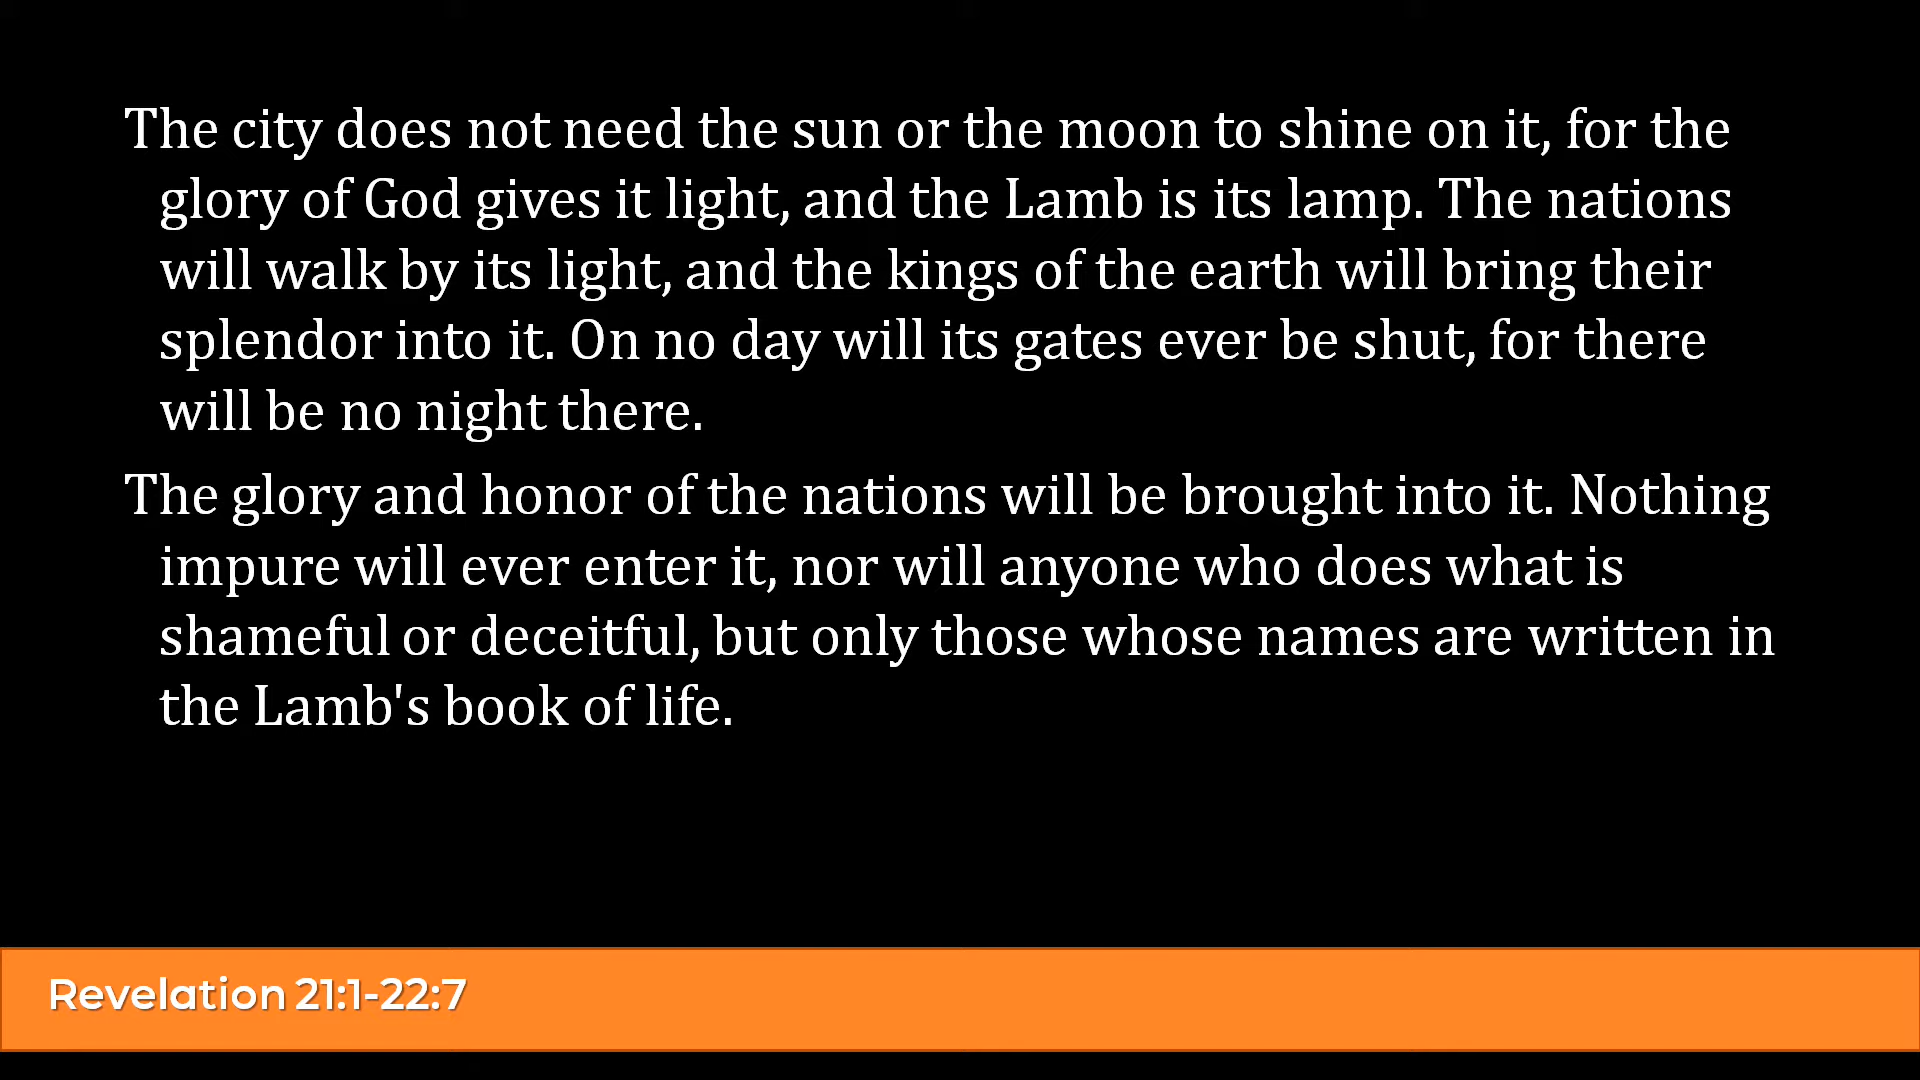 The city does not need the sun or the moon to shine on it, for the
glory of God gives it light, and the Lamb is its lamp. The nations
will walk by its light, and the kings of the earth will bring their
splendor into it. On no day will its gates ever be shut, for there
will be no night there.
The glory and honor of the nations will be brought into it. Nothing
impure will ever enter it, nor will anyone who does what is
shameful or deceitful, but only those whose names are written in
the Lamb's book of life.
Revelation 21:1-22:7